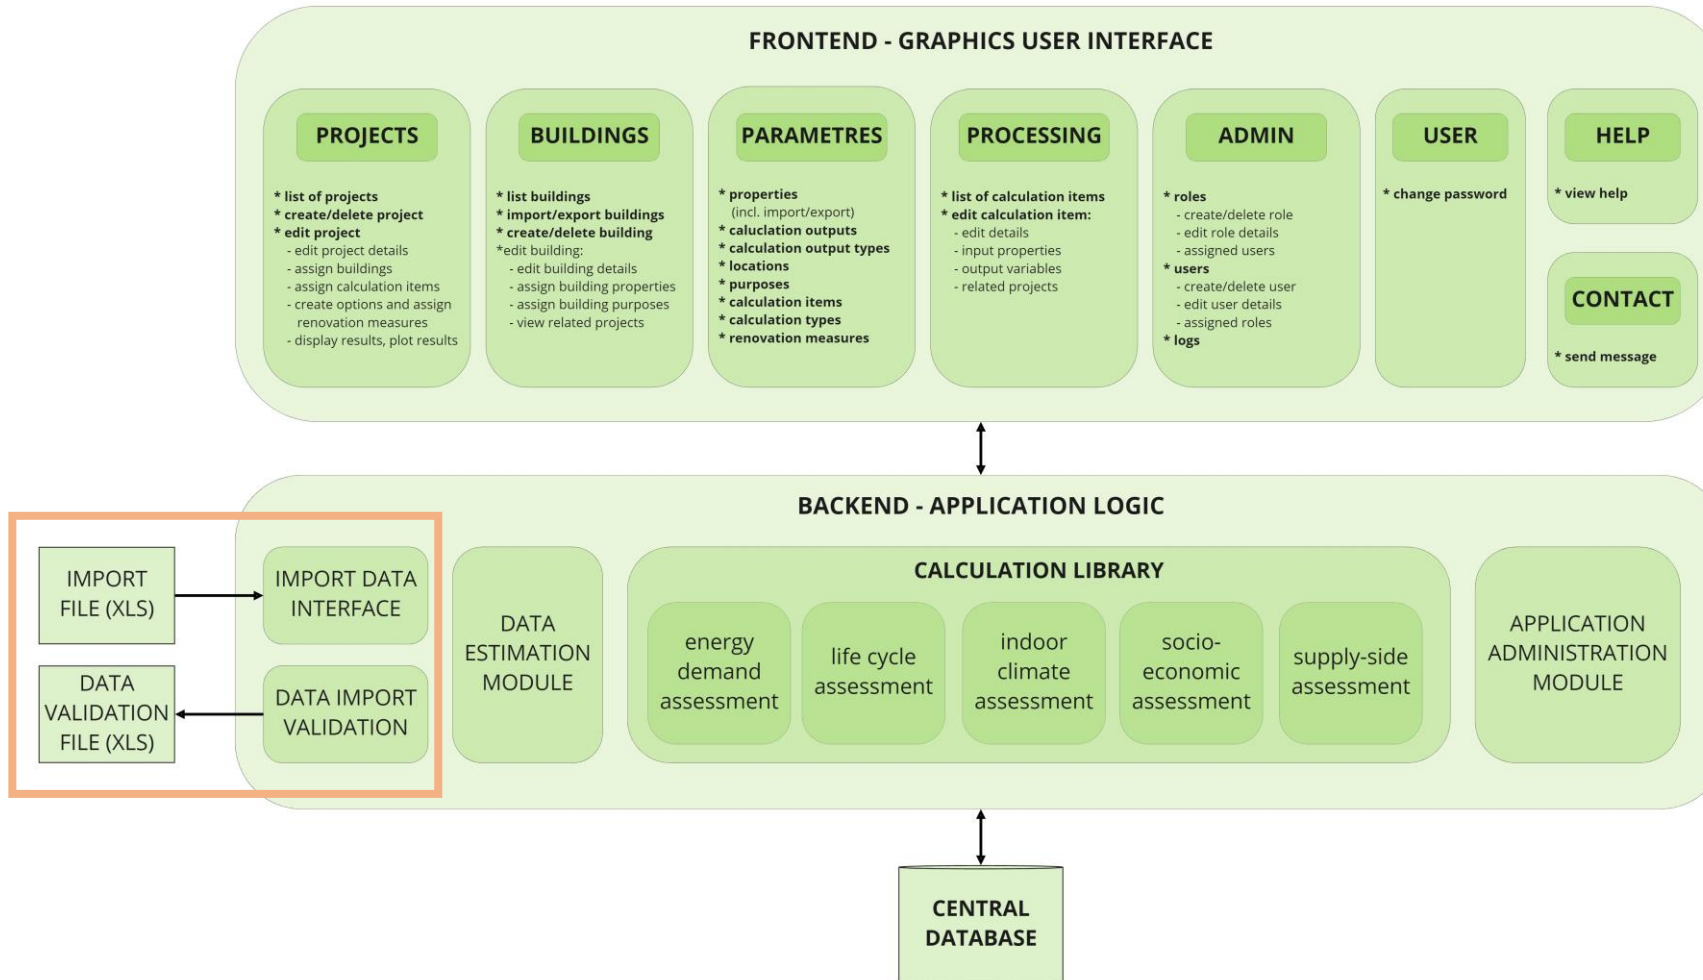 FRONTEND - GRAPHICS USER INTERFACE
PROJECTS
* list of projects
* create/delete project
* edit project
- edit project details
- assign buildings
- assign calculation items
- create options and assign
renovation measures
- display results, plot results
BUILDINGS
* list buildings
* import/export buildings
* create/delete building
*edit building:
- edit building details
- assign building properties
- assign building purposes
- view related projects
PARAMETRES
* properties
(incl. import/export)
* caluclation outputs
* calculation output types
* locations
* purposes
* calculation items
* calculation types
* renovation measures
PROCESSING
* list of calculation items
* edit calculation item:
- edit details
- input properties
- output variables
- related projects
ADMIN
* roles
- create/delete role
- edit role details
- assigned users
* users
- create/delete user
- edit user details
- assigned roles
* logs
USER
* change password
HELP
* view help
CONTACT
* send message
BACKEND - APPLICATION LOGIC
IMPORT
FILE (XLS)
IMPORT DATA
INTERFACE
DATA
VALIDATION
FILE (XLS)
DATA IMPORT
VALIDATION
DATA
ESTIMATION
MODULE
CALCULATION LIBRARY
energy
demand
assessment
life cycle
assessment
indoor
climate
assessment
socio-
economic
assessment
supply-side
assessment
APPLICATION
ADMINISTRATION
MODULE
CENTRAL
DATABASE